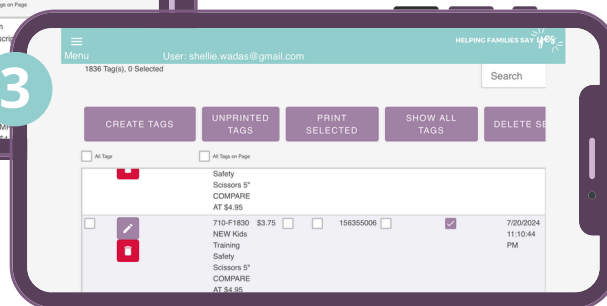 gs on Page
3
Menu
User: shellie.wadas@gmail.com
HELPING FAMILIES SAY yes
1836 Tag(s), 0 Selected
Search
CREATE TAGS
UNPRINTED
TAGS
PRINT
SELECTED
SHOW ALL
TAGS
DELETE SE
All Tags
All Tags on Page
Safety
Scissors 5"
COMPARE
AT $4.95
710-F1830 $3.75 156355006 7/20/2024
NEW Kids 11:10:44
Training PM
Safety
Scissors 5"
COMPARE
AT $4.95